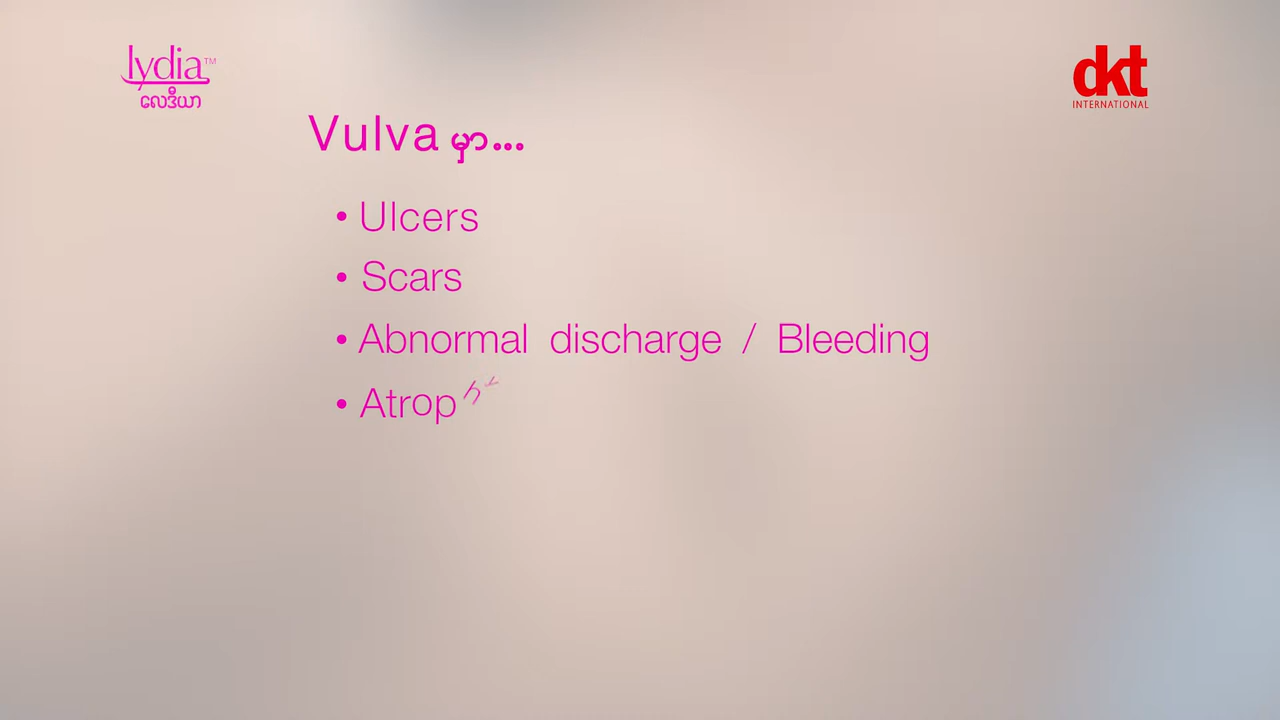 lydia™
လေဒီယာ
dkt
INTERNATIONAL
Vulva မှာ...
• Ulcers
• Scars
• Abnormal discharge / Bleeding
• Atrop